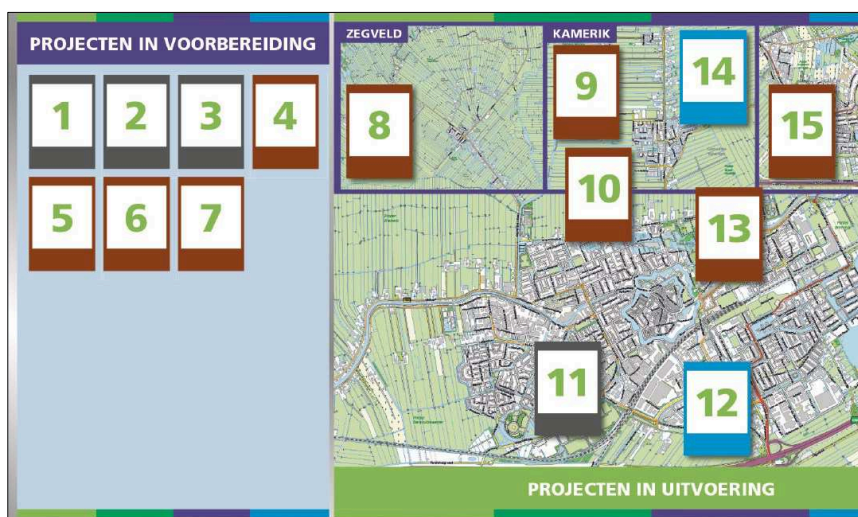 PROJECTEN IN VOORBEREIDING
1 2 3 4
5 6 7
ZEGVELD
KAMERIK
8
9
14
15
10
13
11
12
PROJECTEN IN UITVOERING